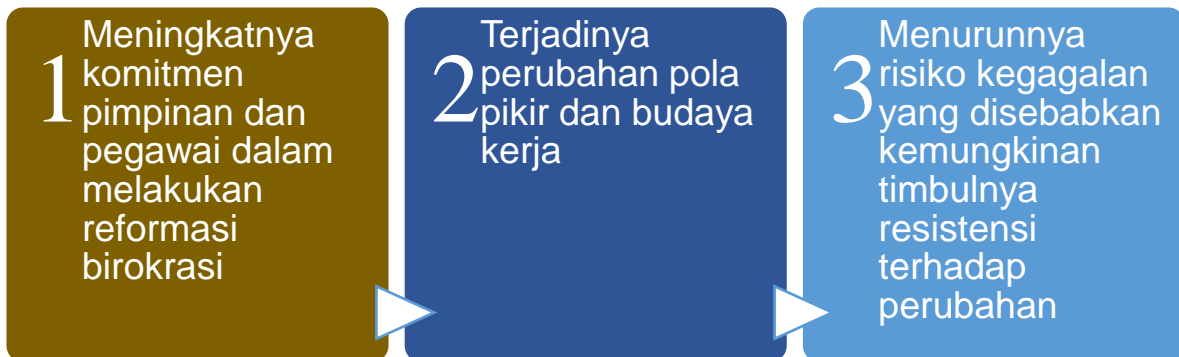 1
Meningkatnya
komitmen
pimpinan dan
pegawai dalam
melakukan
reformasi
birokrasi
2
Terjadinya
perubahan pola
pikir dan budaya
kerja
3
Menurunnya
risiko kegagalan
yang disebabkan
kemungkinan
timbulnya
resistensi
terhadap
perubahan